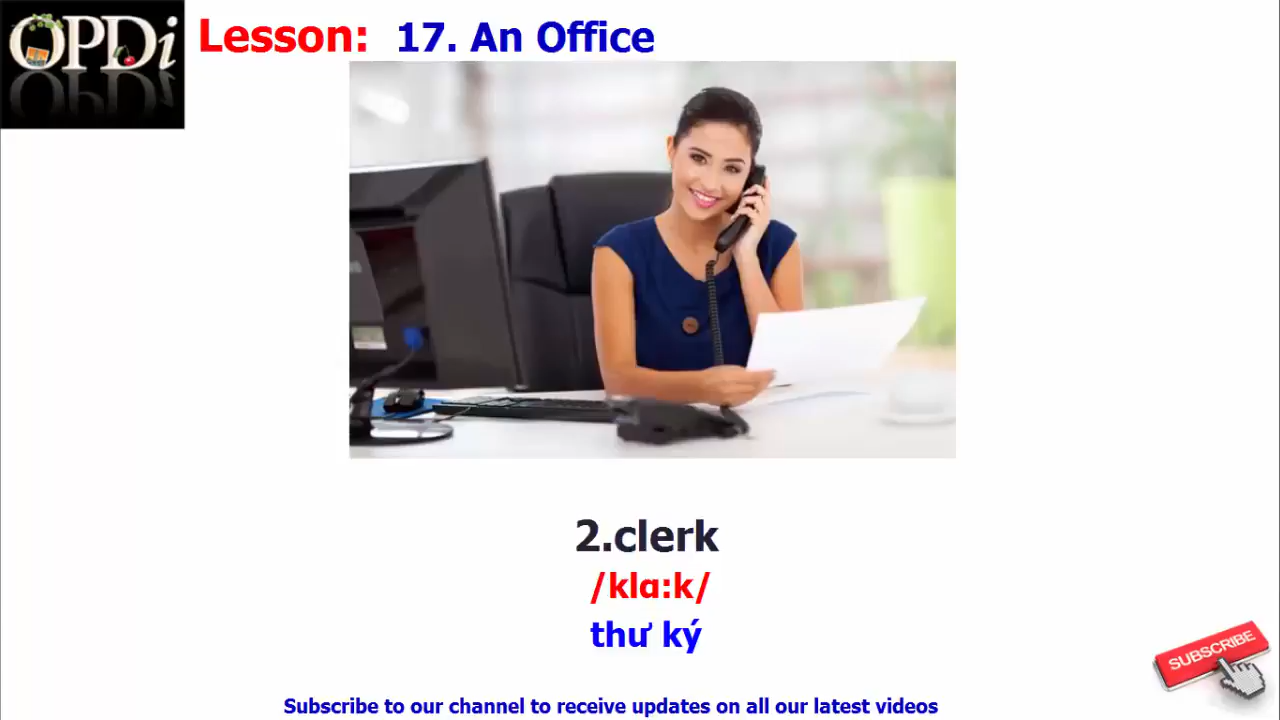 OPDi
Lesson: 17. An Office
2.clerk
/klɑ:k/
thư ký
SUBSCRIBE
Subscribe to our channel to receive updates on all our latest videos